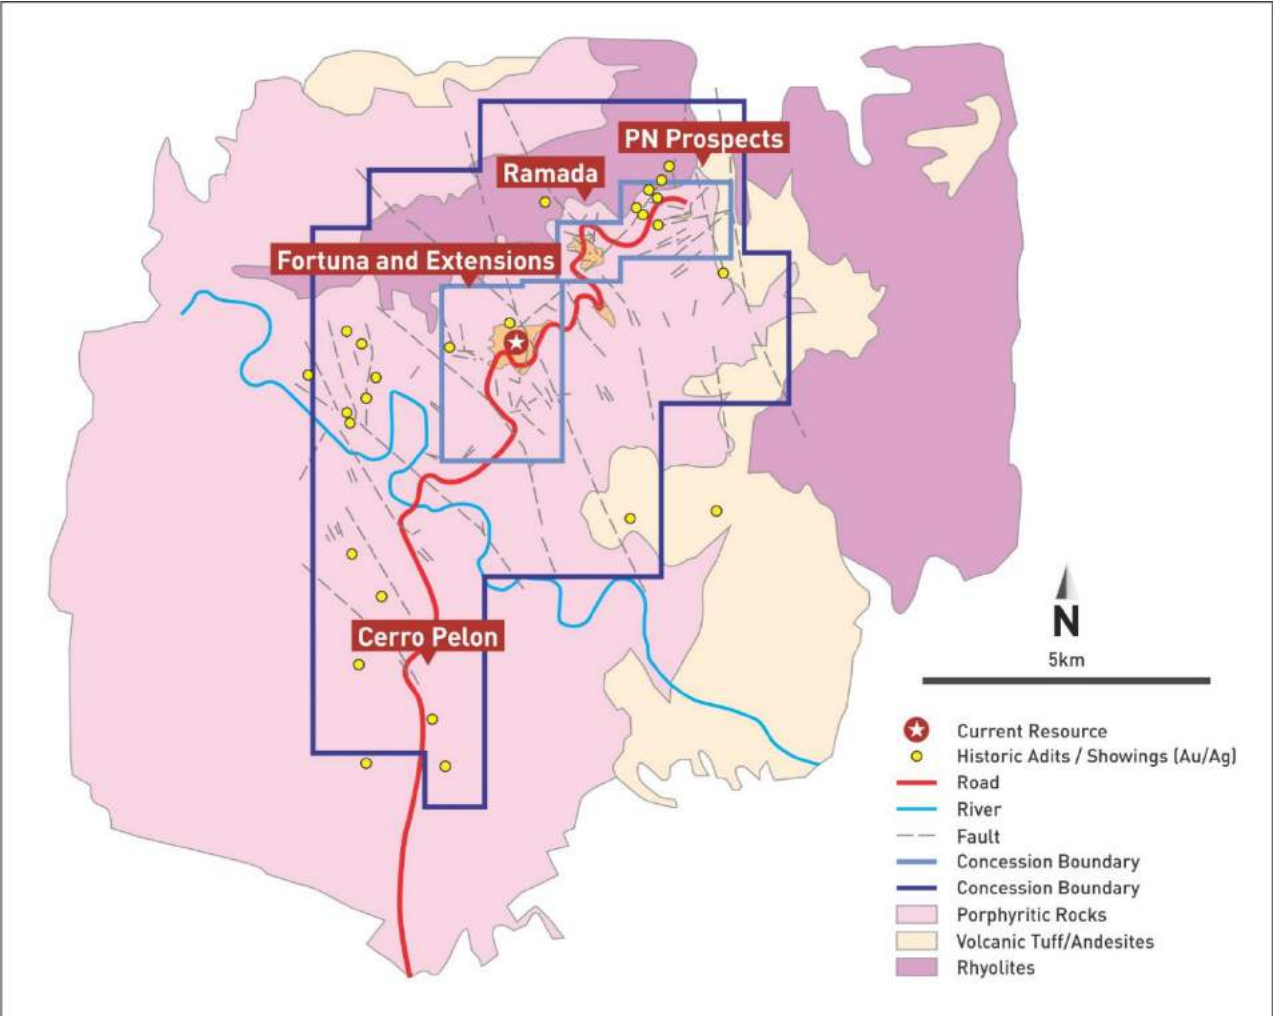 PN Prospects
Ramada
Fortuna and Extensions
Cerro Pelon
N
5km
Current Resource
Historic Adits / Showings (Au/Ag)
Road
River
Fault
Concession Boundary
Concession Boundary
Porphyritic Rocks
Volcanic Tuff/Andesites
Rhyolites